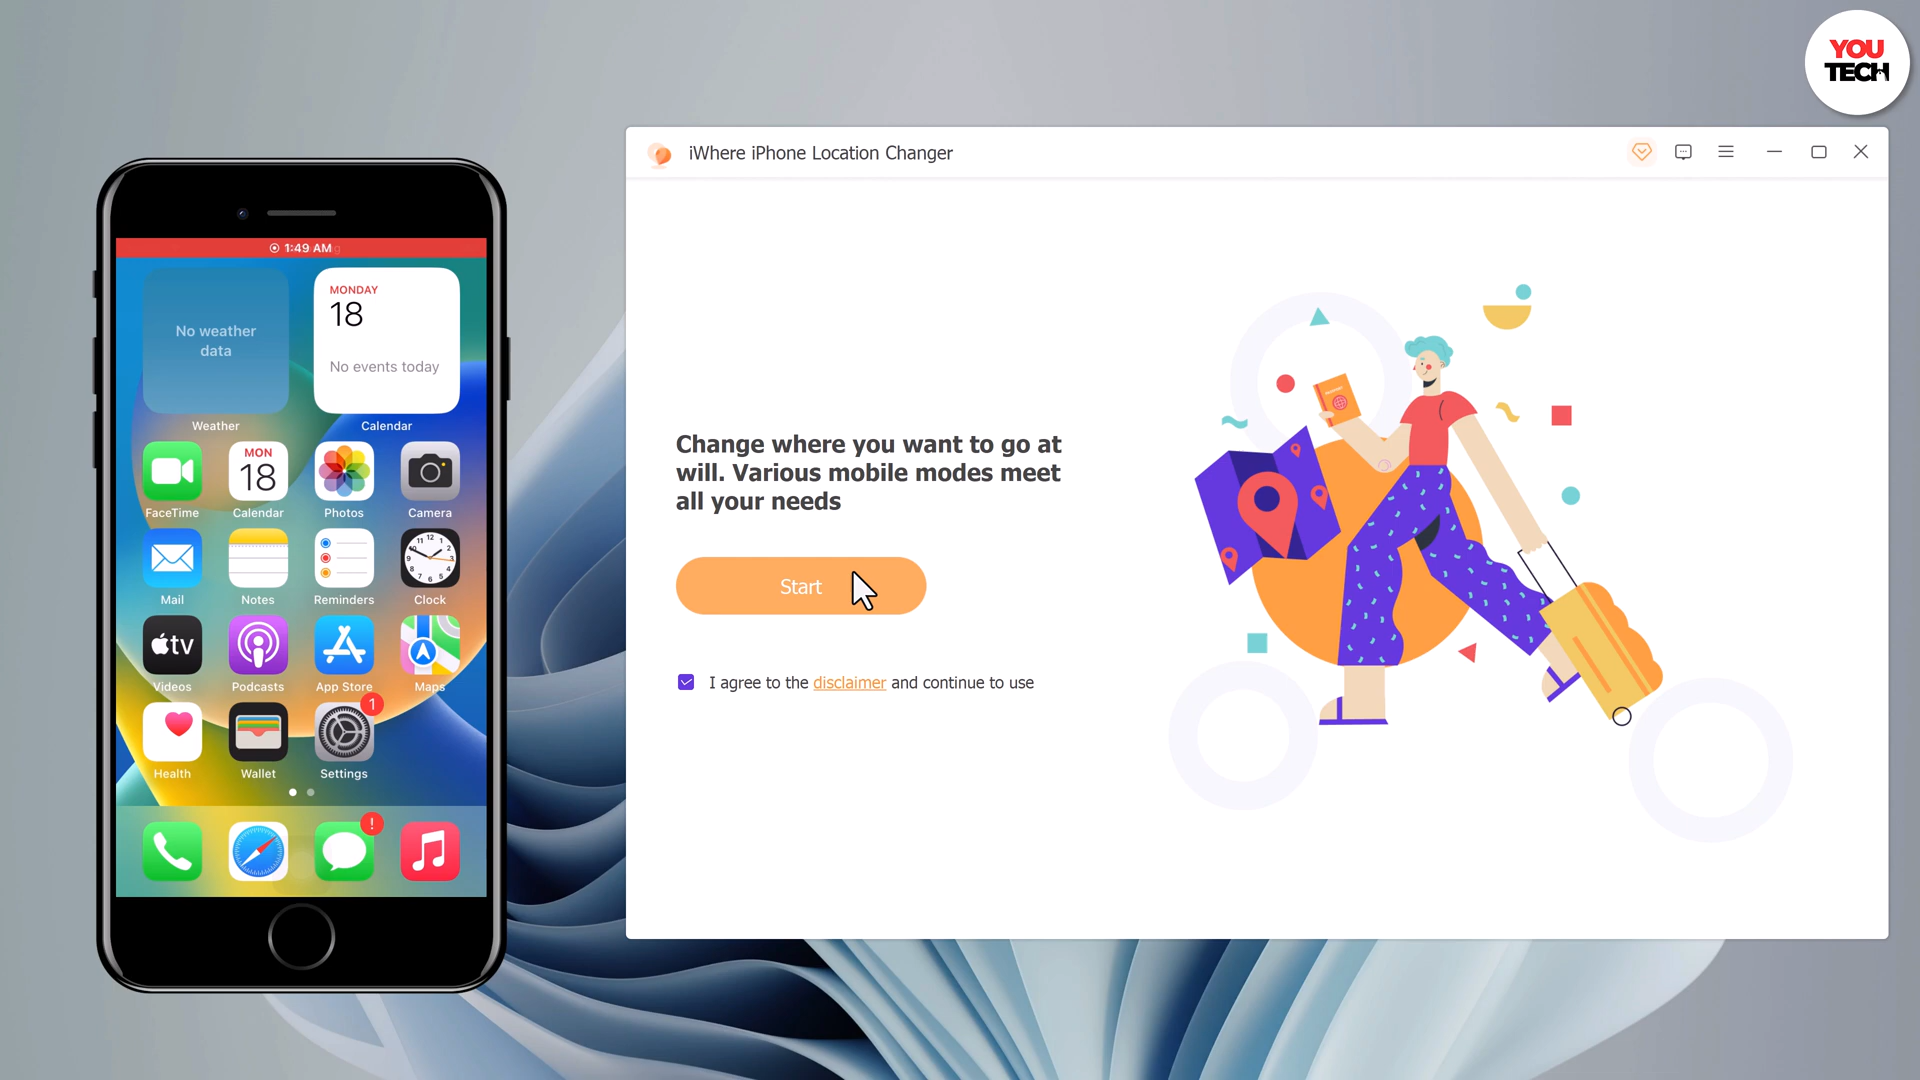 YOU
TECH
iWhere iPhone Location Changer
1:49 AM
No weather
data
MONDAY
18
No events today
Weather
Calendar
MON
18
FaceTime
Calendar
Photos
Camera
Mail
Notes
Reminders
Clock
tv
Videos
Podcasts
App Store
Maps
1
Health
Wallet
Settings
!
Change where you want to go at
will. Various mobile modes meet
all your needs
Start
I agree to the disclaimer and continue to use